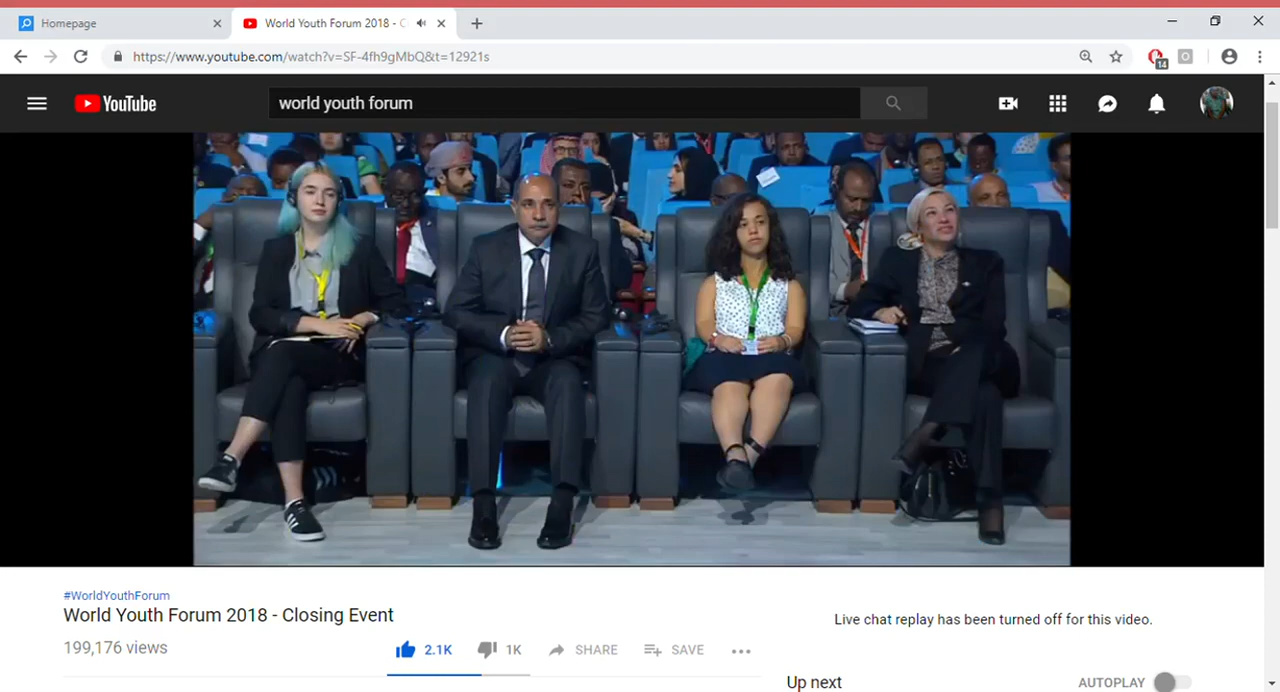 Homepage
World Youth Forum 2018 - C
https://www.youtube.com/watch?v=SF-4fh9gMbQ&t=12921s
14
YouTube
world youth forum
#WorldYouthForum
World Youth Forum 2018 - Closing Event
199,176 views
2.1K
1K
SHARE
SAVE
Live chat replay has been turned off for this video.
Up next
AUTOPLAY